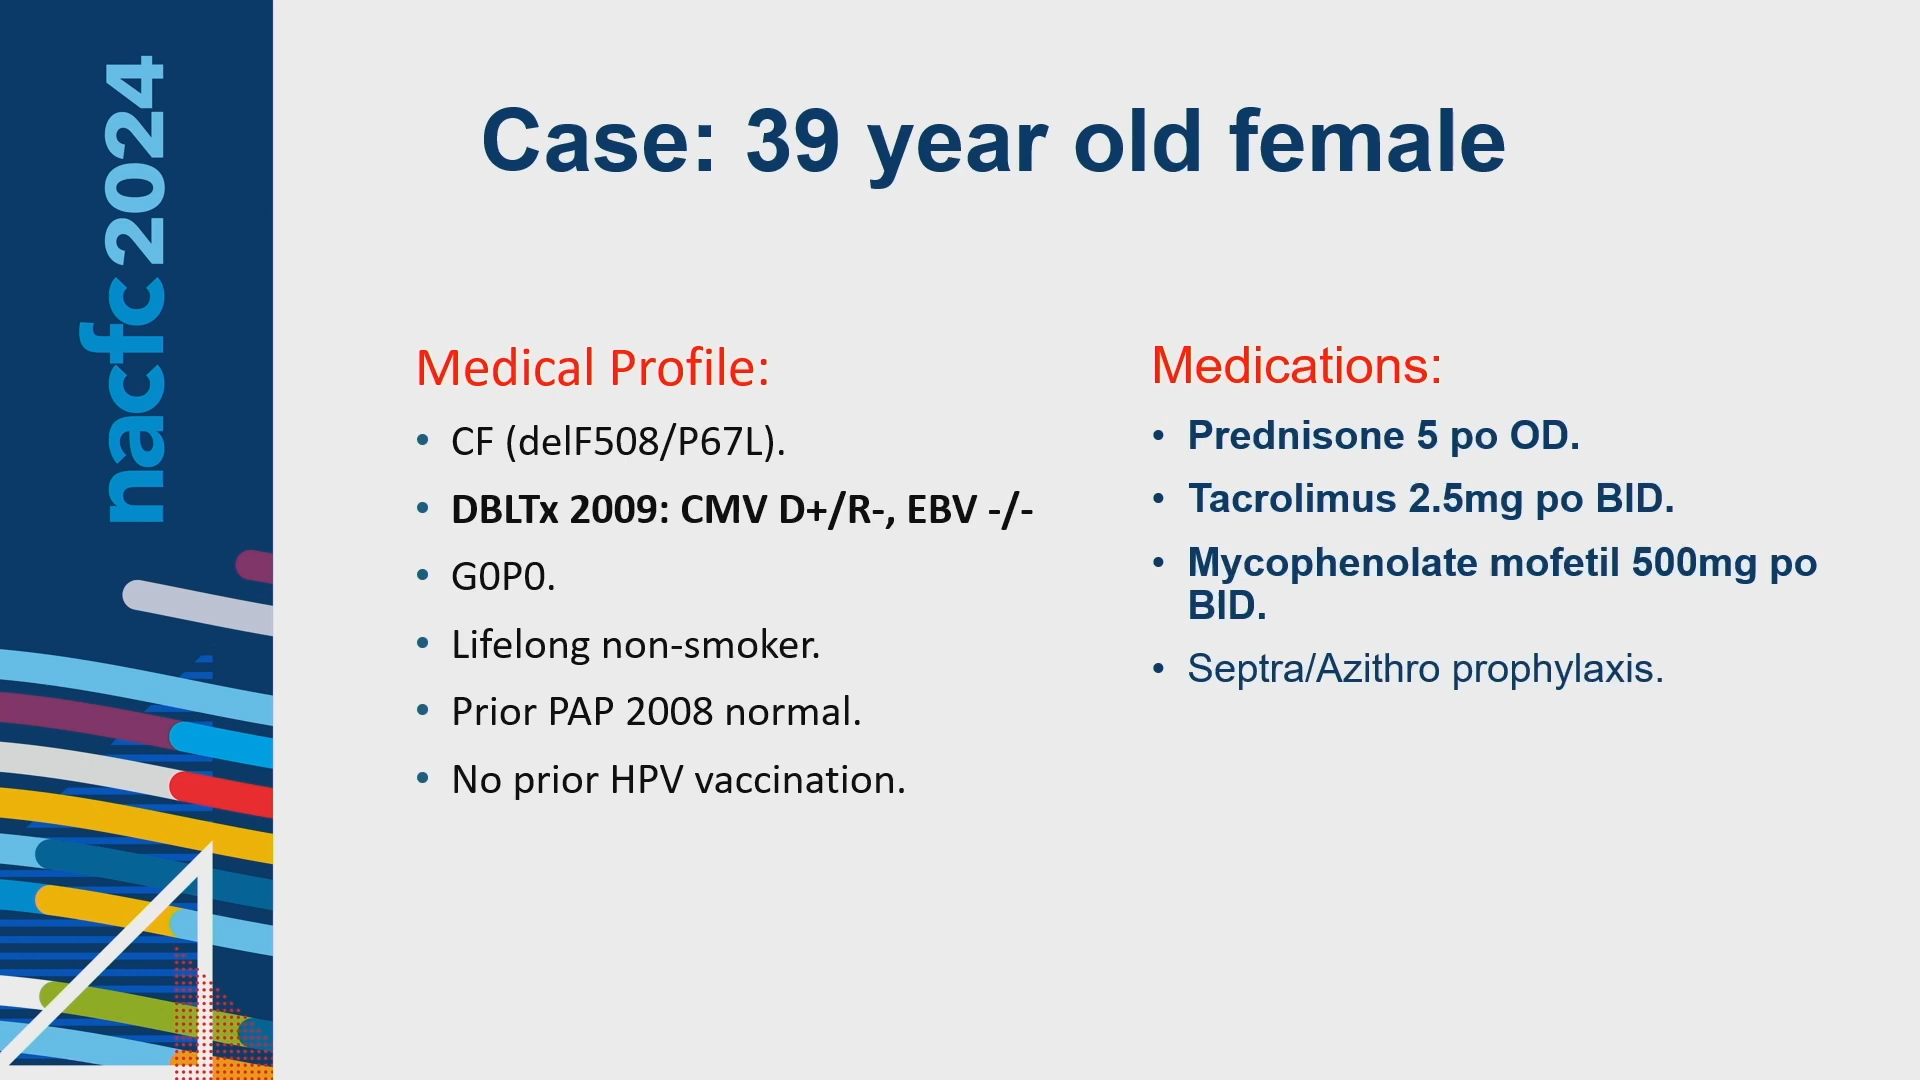 nacfc 2024
Case: 39 year old female
Medical Profile:
• CF (delF508/P67L).
• DBLTx 2009: CMV D+/R-, EBV -/-
• G0P0.
• Lifelong non-smoker.
• Prior PAP 2008 normal.
• No prior HPV vaccination.
Medications:
• Prednisone 5 po OD.
• Tacrolimus 2.5mg po BID.
• Mycophenolate mofetil 500mg po
BID.
• Septra/Azithro prophylaxis.